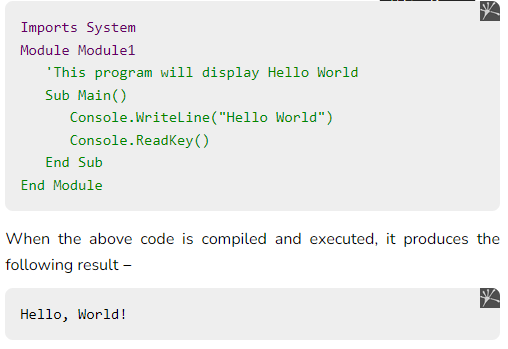 Imports System
Module Module1
   'This program will display Hello World
   Sub Main()
      Console.WriteLine("Hello World")
      Console.ReadKey()
   End Sub
End Module
When the above code is compiled and executed, it produces the
following result –
Hello, World!